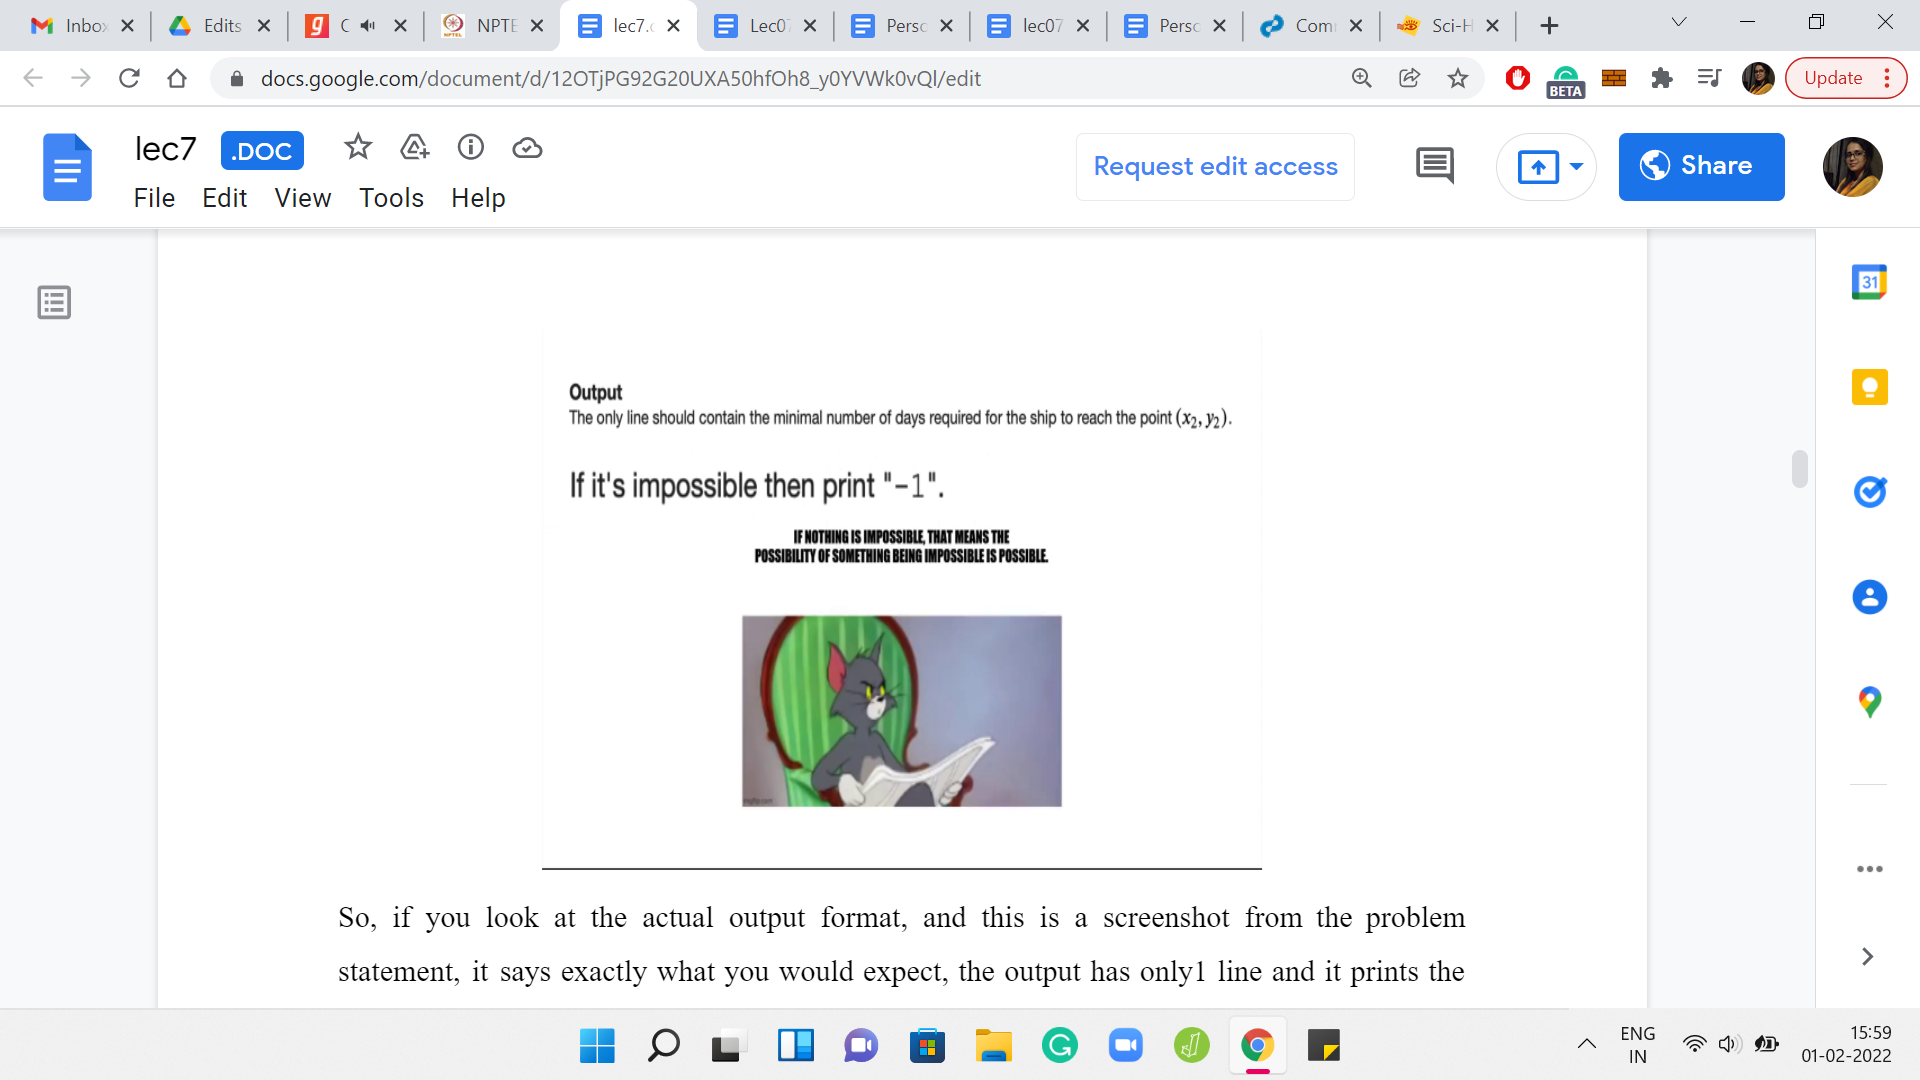 Inbox
Edits
C
NPTE
lec7.c
Lec07
Perso
lec07
Perso
Com
Sci-H
docs.google.com/document/d/12OTjPG92G20UXA50hfOh8_y0YVWk0vQl/edit
BETA
Update
lec7
.DOC
File Edit View Tools Help
Request edit access
Share
31
Output
The only line should contain the minimal number of days required for the ship to reach the point (x₂, y₂).
If it's impossible then print "-1".
IF NOTHING IS IMPOSSIBLE, THAT MEANS THE
POSSIBILITY OF SOMETHING BEING IMPOSSIBLE IS POSSIBLE.
imgflip.com
So, if you look at the actual output format, and this is a screenshot from the problem
statement, it says exactly what you would expect, the output has only1 line and it prints the
ENG
IN
15:59
01-02-2022